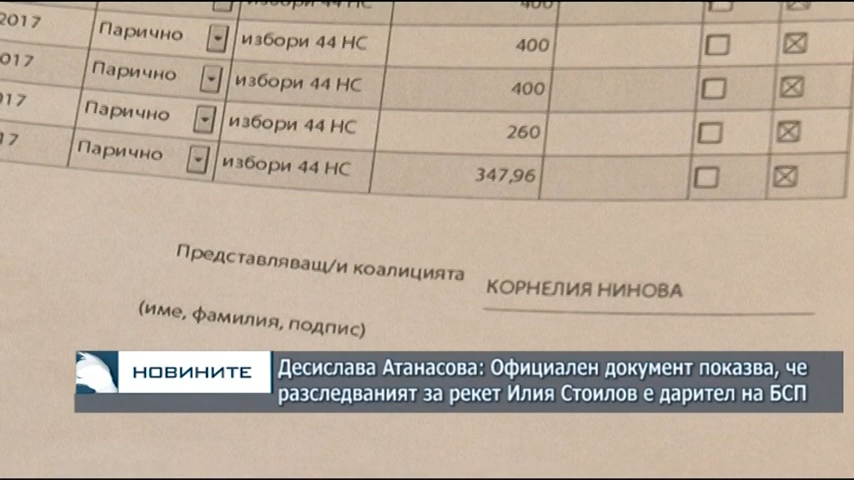 400
2017 Парично избори 44 НС 400
2017 Парично избори 44 НС 400
017 Парично избори 44 НС 260
17 Парично избори 44 НС 347,96
Представляващ/и коалицията КОРНЕЛИЯ НИНОВА
(име, фамилия, подпис)
НОВИНИТЕ
Десислава Атанасова: Официален документ показва, че
разследваният за рекет Илия Стоилов е дарител на БСП